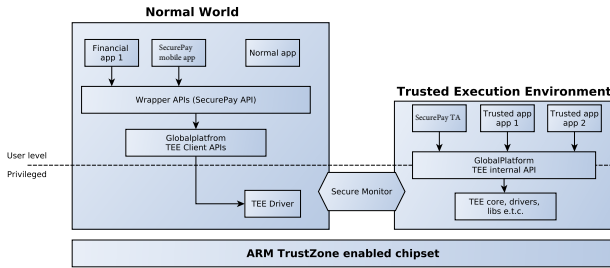 Normal World
Financial
app 1
SecurePay
mobile app
Normal app
Wrapper APIs (SecurePay API)
Globalplatfrom
TEE Client APIs
User level
Privileged
TEE Driver
Secure Monitor
Trusted Execution Environment
SecurePay TA
Trusted app
app 1
Trusted app
app 2
GlobalPlatform
TEE internal API
TEE core, drivers,
libs e.t.c.
ARM TrustZone enabled chipset